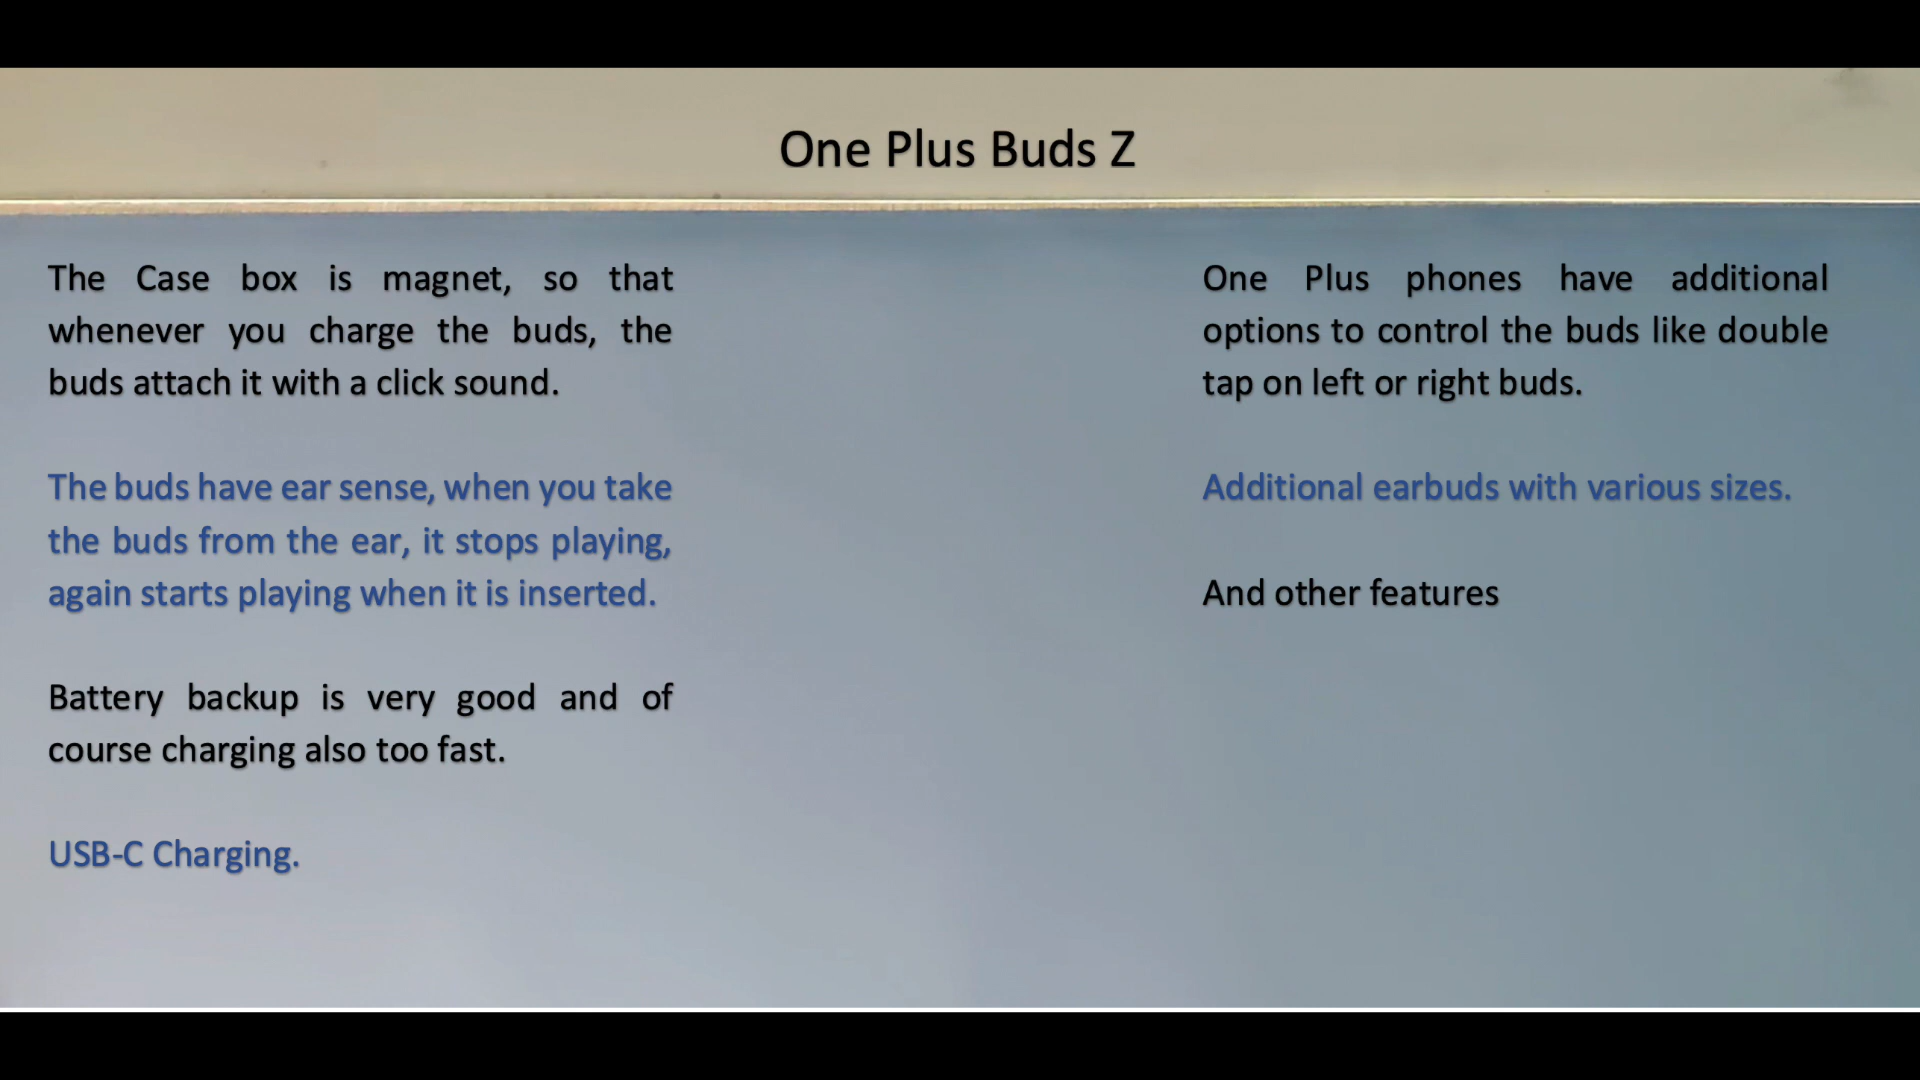 One Plus Buds Z
The Case box is magnet, so that
whenever you charge the buds, the
buds attach it with a click sound.
The buds have ear sense, when you take
the buds from the ear, it stops playing,
again starts playing when it is inserted.
Battery backup is very good and of
course charging also too fast.
USB-C Charging.
One Plus phones have additional
options to control the buds like double
tap on left or right buds.
Additional earbuds with various sizes.
And other features